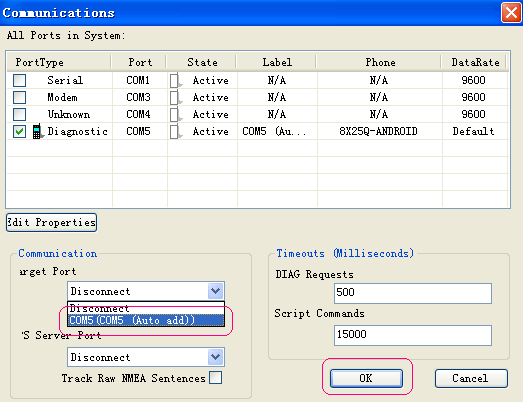 Communications
All Ports in System:
PortType Port State Label Phone DataRate
Serial COM1 Active N/A N/A 9600
Modem COM3 Active N/A N/A 9600
Unknown COM4 Active N/A N/A 9600
Diagnostic COM5 Active COM5 (Au... 8X25Q-ANDROID Default
Edit Properties
Communication
arget Port
Disconnect
Disconnect
COM5(COM5 (Auto add))
S Server Port
Disconnect
Track Raw NMEA Sentences
Timeouts (Milliseconds)
DIAG Requests
500
Script Commands
15000
OK Cancel